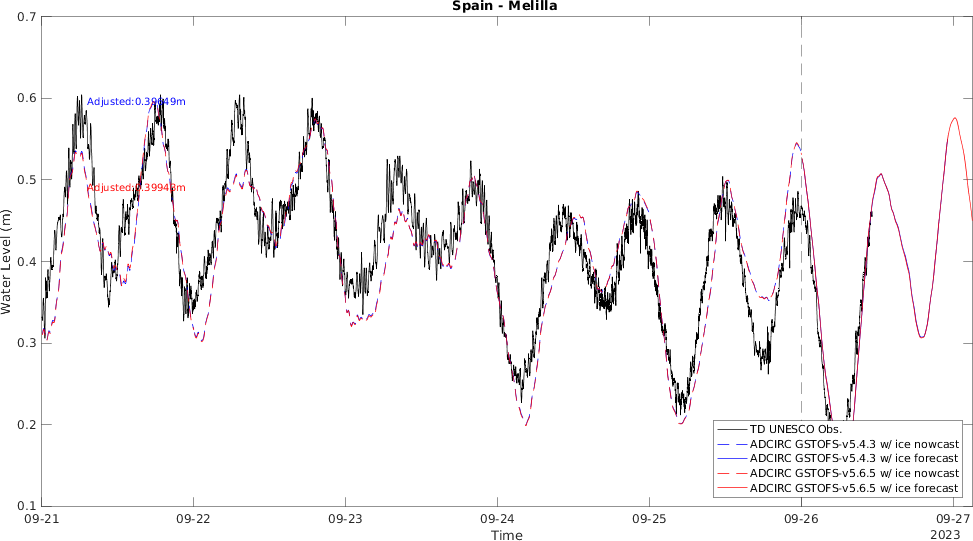 Spain - Melilla
0.7
0.6
0.5
0.4
0.3
0.2
0.1
Water Level (m)
Adjusted:0.39649m
Adjusted:0.39943m
TD UNESCO Obs.
ADCIRC GSTOFS-v5.4.3 w/ ice nowcast
ADCIRC GSTOFS-v5.4.3 w/ ice forecast
ADCIRC GSTOFS-v5.6.5 w/ ice nowcast
ADCIRC GSTOFS-v5.6.5 w/ ice forecast
09-21 09-22 09-23 09-24 09-25 09-26 09-27
Time 2023